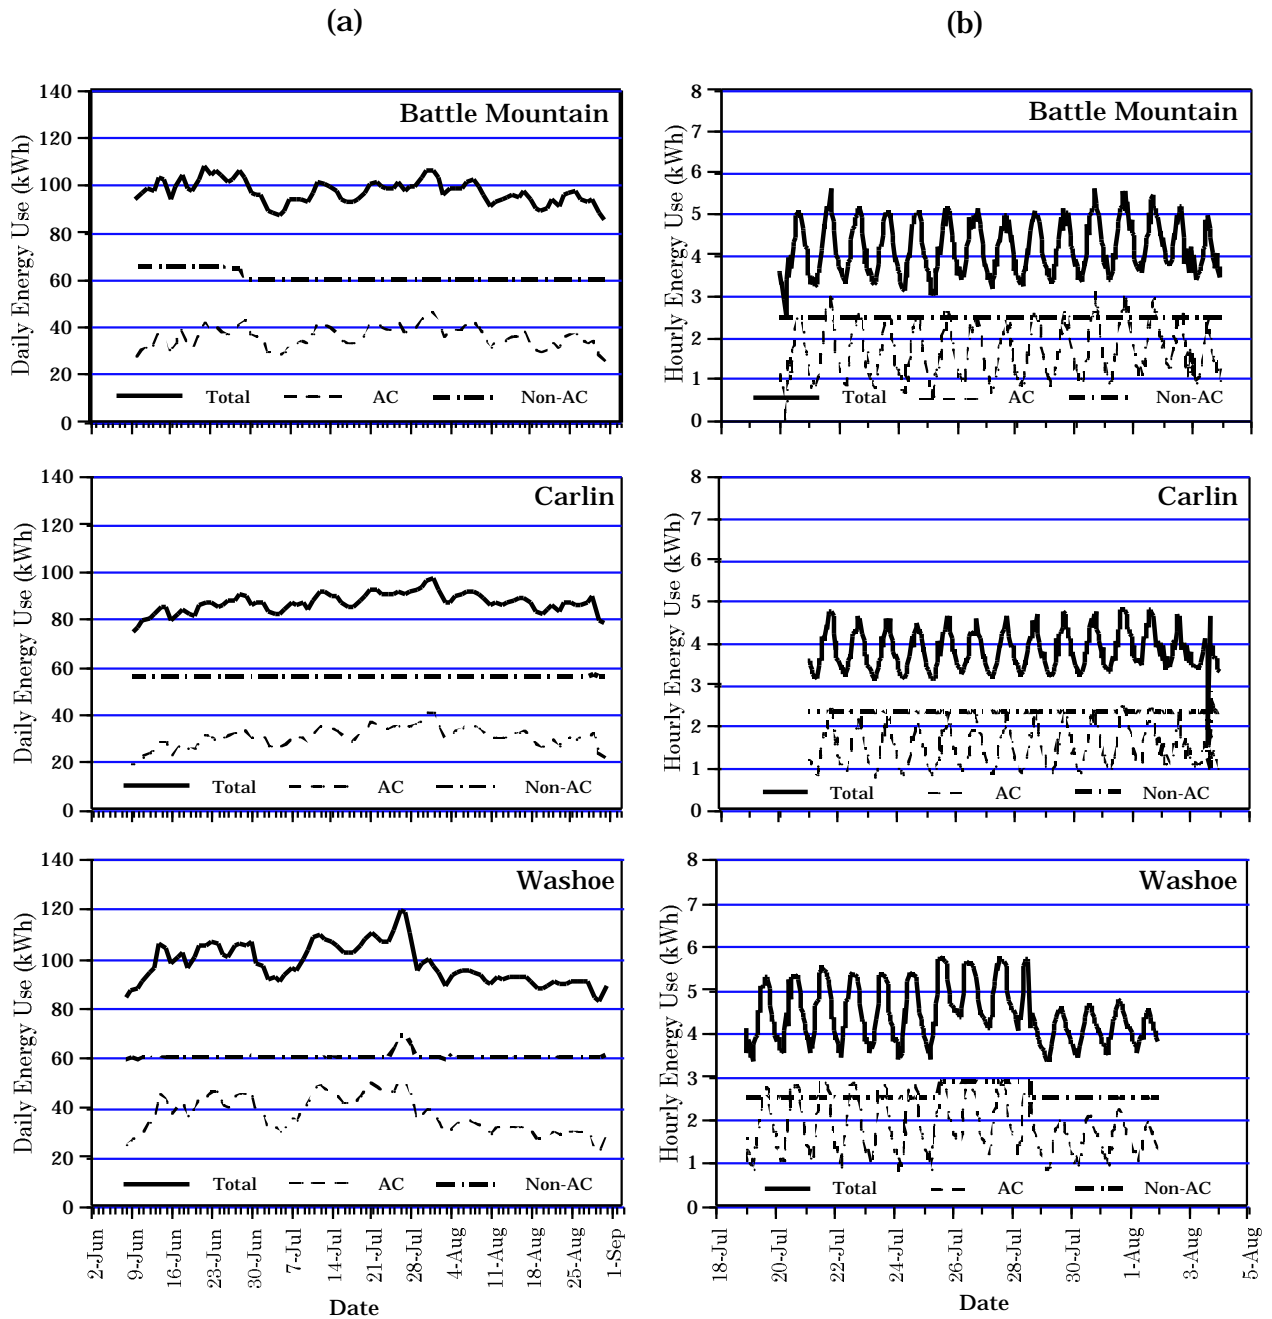 (a)
(b)
140
120
100
80
60
40
20
0
Daily Energy Use (kWh)
Battle Mountain
Total
AC
Non-AC
8
7
6
5
4
3
2
1
0
Hourly Energy Use (kWh)
Battle Mountain
Total
AC
Non-AC
140
120
100
80
60
40
20
0
Daily Energy Use (kWh)
Carlin
Total
AC
Non-AC
8
7
6
5
4
3
2
1
0
Hourly Energy Use (kWh)
Carlin
Total
AC
Non-AC
140
120
100
80
60
40
20
0
Daily Energy Use (kWh)
Washoe
Total
AC
Non-AC
2-Jun
9-Jun
16-Jun
23-Jun
30-Jun
7-Jul
14-Jul
21-Jul
28-Jul
4-Aug
11-Aug
18-Aug
25-Aug
1-Sep
Date
8
7
6
5
4
3
2
1
0
Hourly Energy Use (kWh)
Washoe
Total
AC
Non-AC
18-Jul
20-Jul
22-Jul
24-Jul
26-Jul
28-Jul
30-Jul
1-Aug
3-Aug
5-Aug
Date